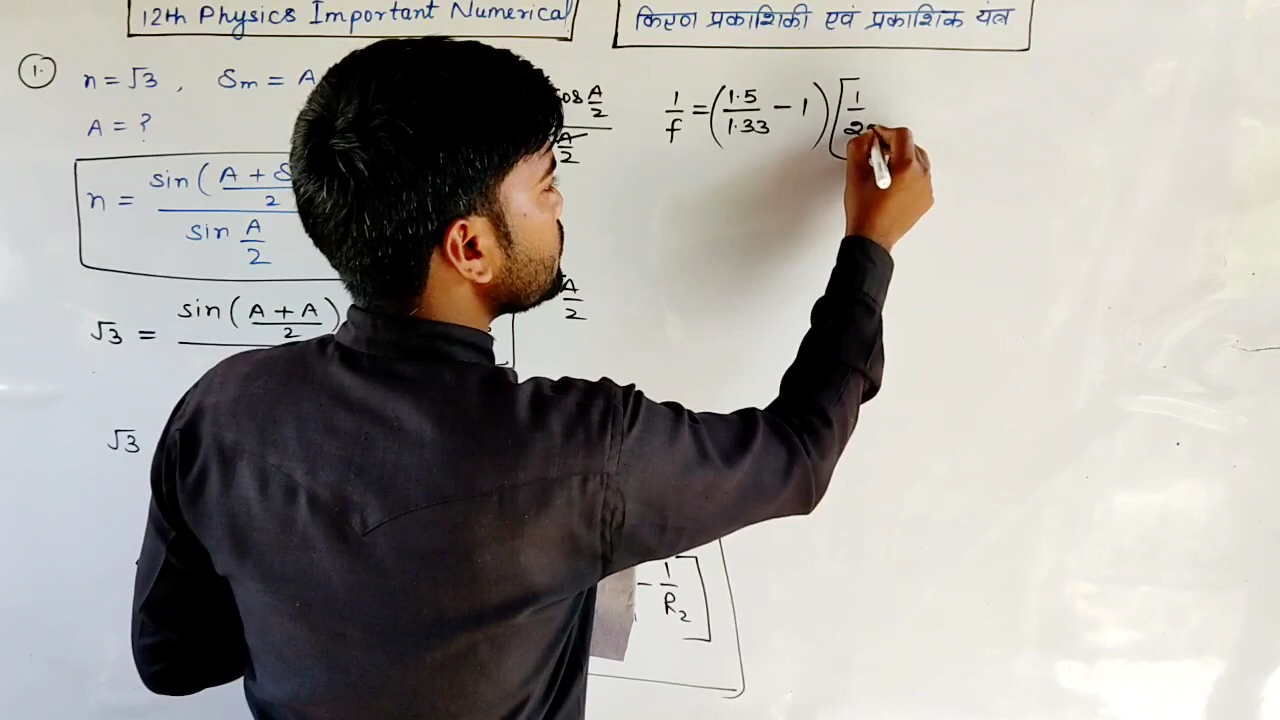 12th Physics Important Numerical
किरण प्रकाशिकी एवं प्रकाशिक यंत्र
1.
n = √3 , δm = A
A = ?
n = sin ( A + δ / 2
sin A/2
√3 = sin ( A + A / 2 )
√3
cos A/2
A/2
A/2
1/f = ( 1.5/1.33 − 1 ) [ 1/2
− 1/R₂ ]